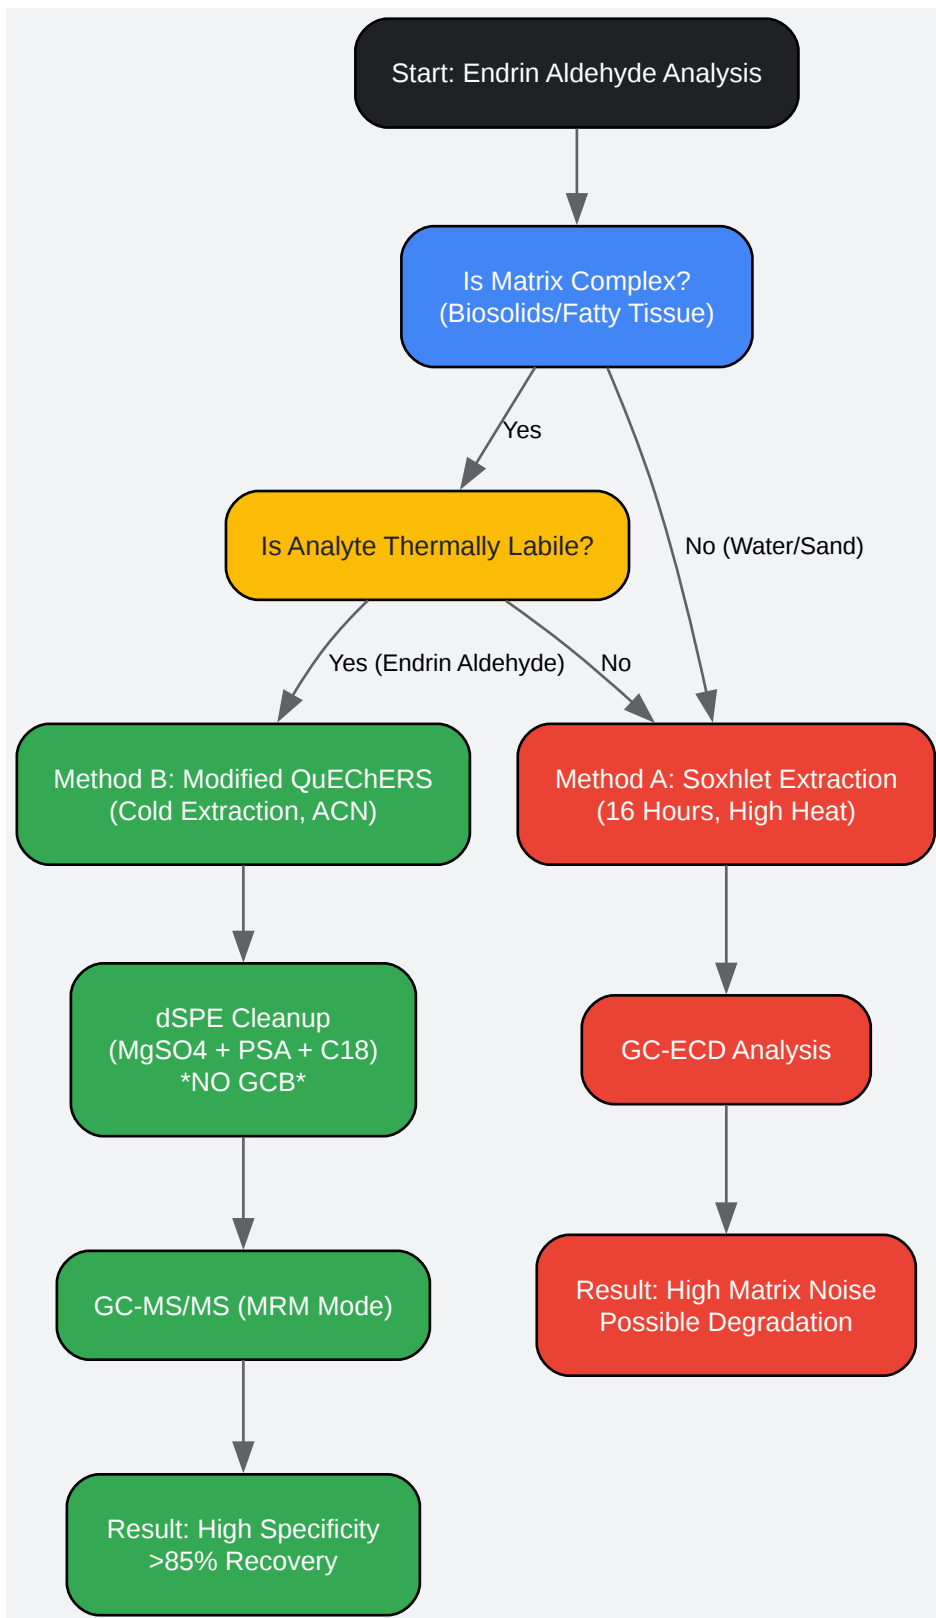 Start: Endrin Aldehyde Analysis
Is Matrix Complex?
(Biosolids/Fatty Tissue)
Yes
Is Analyte Thermally Labile?
No (Water/Sand)
Yes (Endrin Aldehyde)
No
Method B: Modified QuEChERS
(Cold Extraction, ACN)
Method A: Soxhlet Extraction
(16 Hours, High Heat)
dSPE Cleanup
(MgSO4 + PSA + C18)
*NO GCB*
GC-ECD Analysis
GC-MS/MS (MRM Mode)
Result: High Matrix Noise
Possible Degradation
Result: High Specificity
>85% Recovery